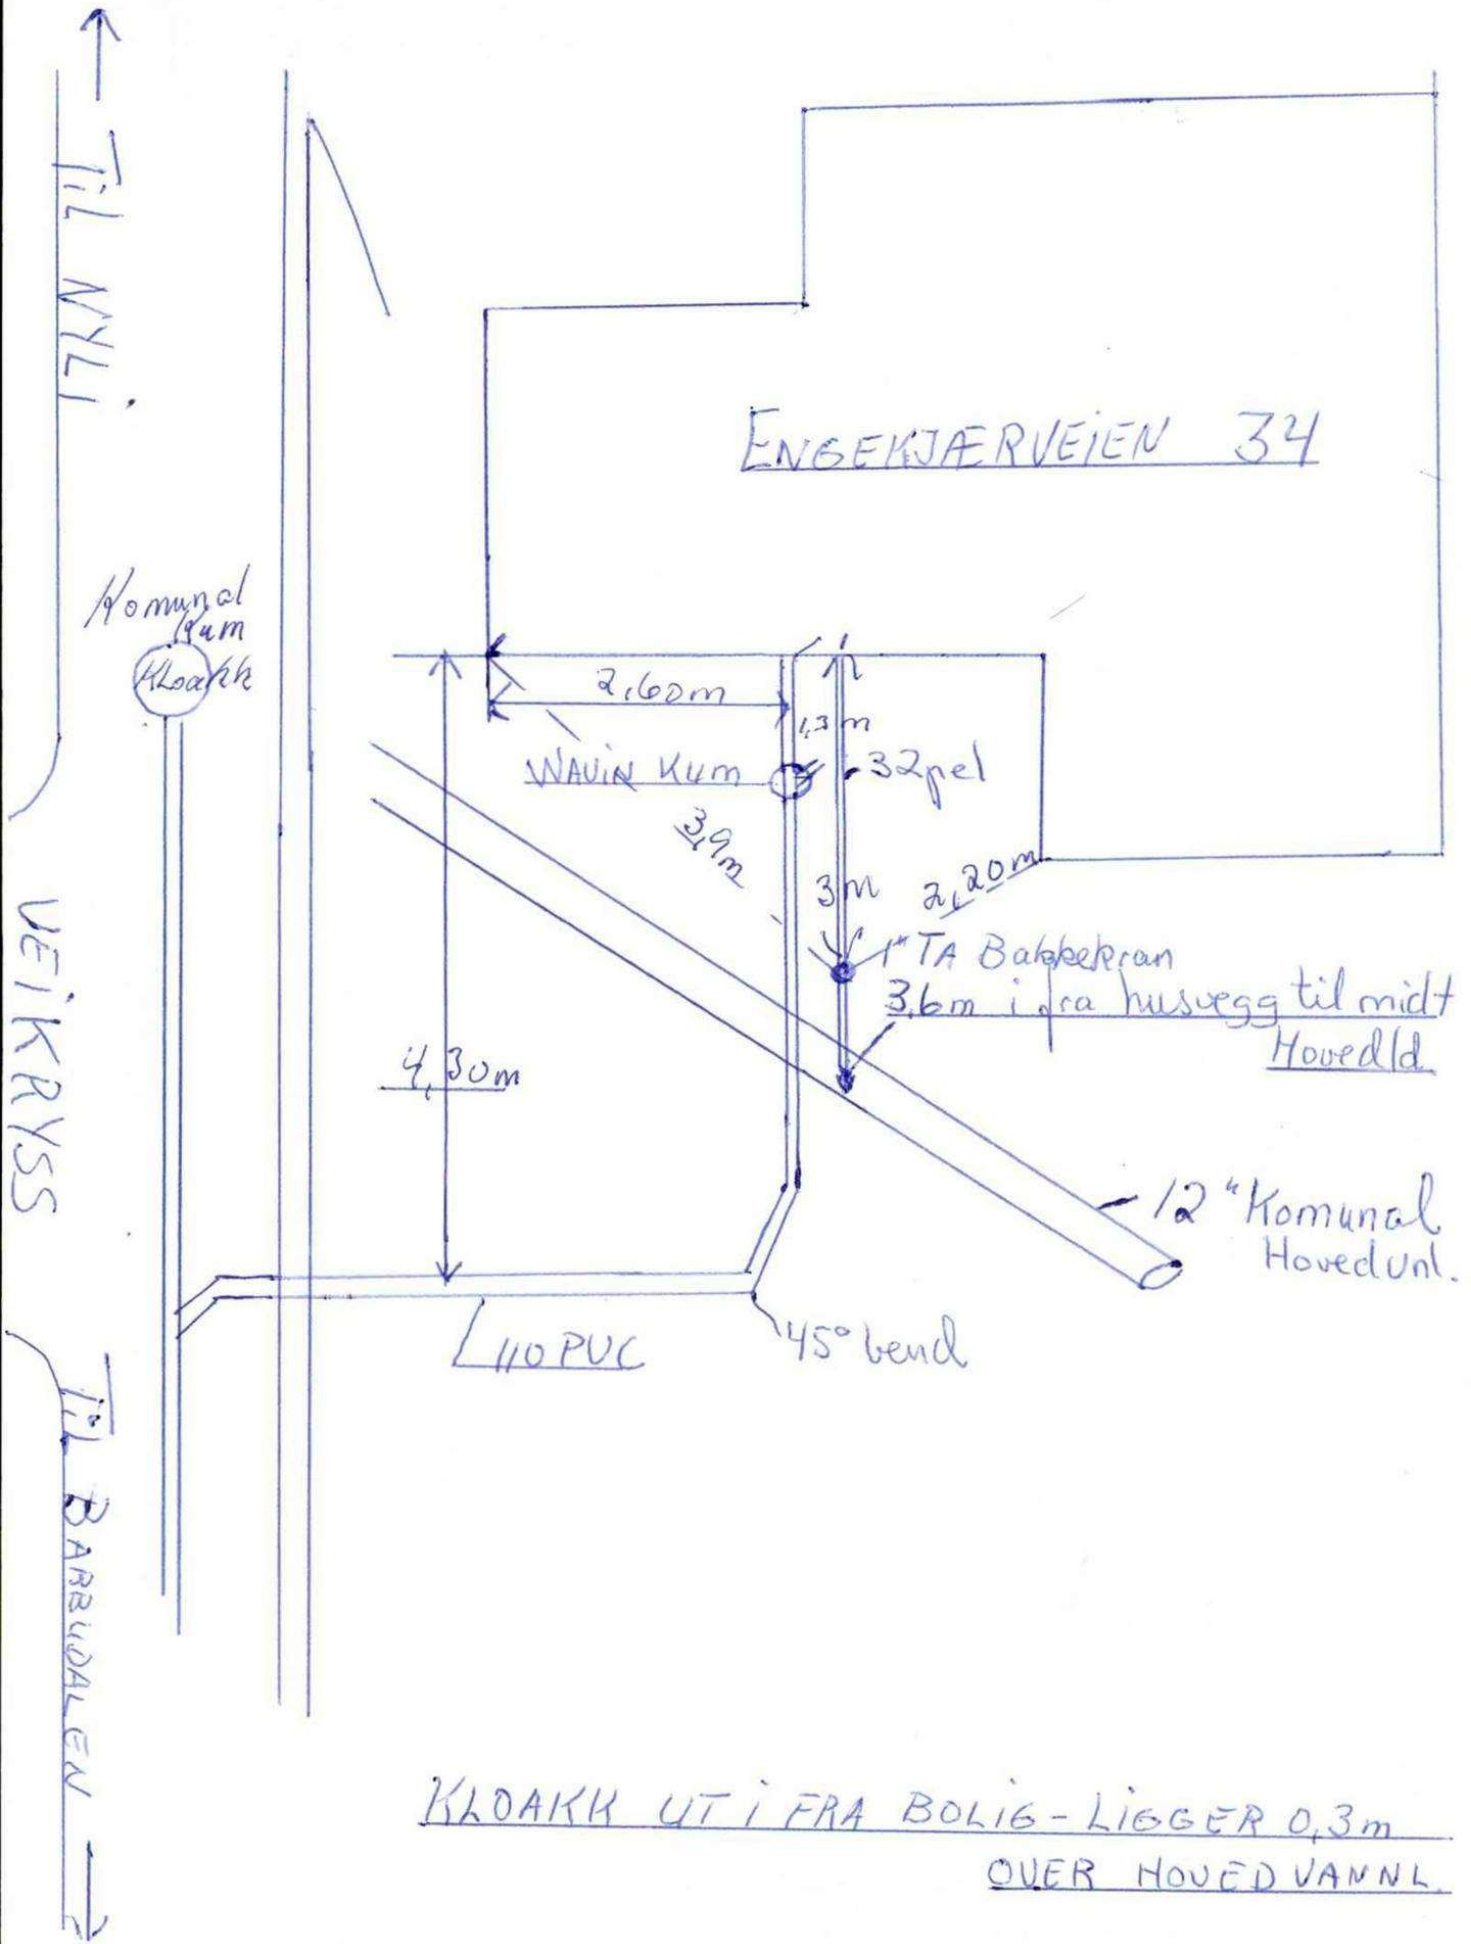 TiL NYLi
ENGEKJÆRVEiEN 34
Komunal
Kum
KLoakk
2,60m
1,3m
WAViN Kum
32pel
3,9m
3m
2,20m
1" TA Bakkekran
3,6m i fra husvegg til midt
Hovedld.
4,30m
VEiKRYSS
12" Komunal
Hovedvnl.
110 PVC
45° bend
TiL BARBUDALEN
KLOAKK UT i FRA BOLiG - LiGGER 0,3m
OVER HOVEDVANNL.